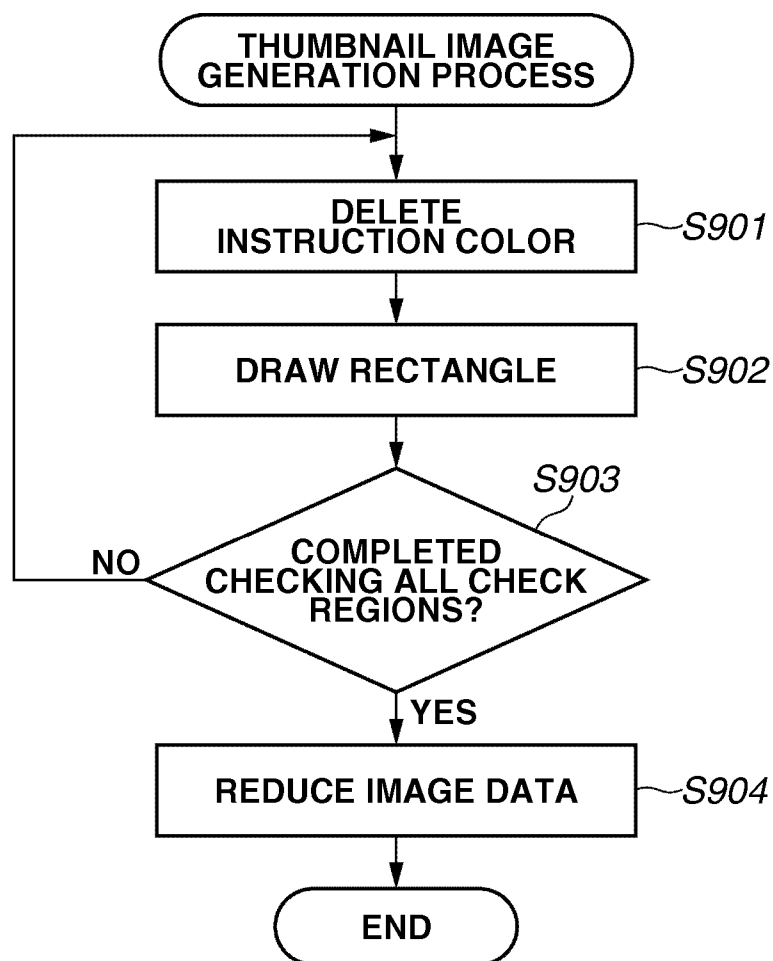 THUMBNAIL IMAGE
GENERATION PROCESS
DELETE
INSTRUCTION COLOR
S901
DRAW RECTANGLE
S902
S903
COMPLETED
CHECKING ALL CHECK
REGIONS?
NO
YES
REDUCE IMAGE DATA
S904
END